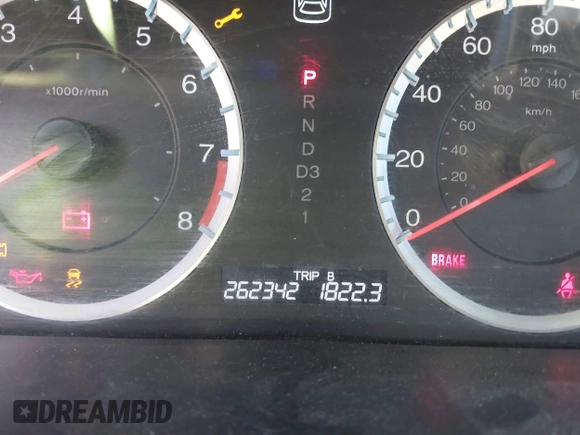 3 4 5 6 7 8
x1000r/min
P
R
N
D
D3
2
1
0 20 40 60 80
mph
0 20 40 60 80 100 120 140
km/h
BRAKE
TRIP B
262342 1822.3
DREAMBID